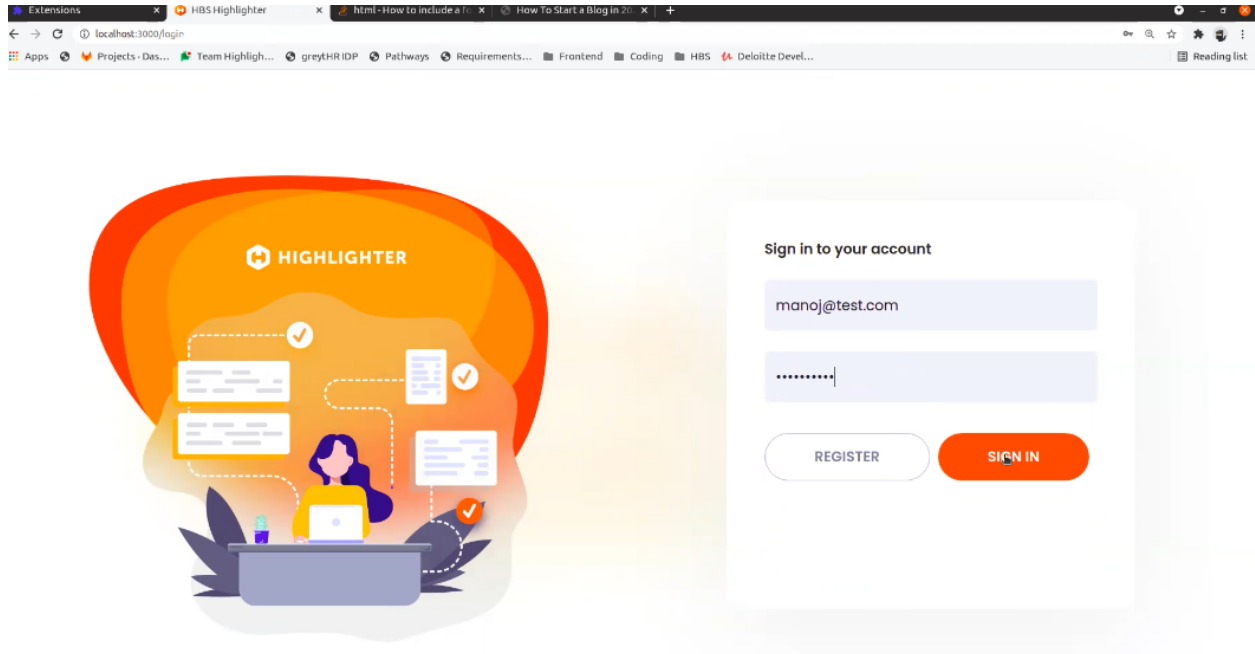 Extensions × HBS Highlighter × html - How to include a fo × How To Start a Blog in 20 × +
localhost:3000/login
Apps Projects · Das... Team Highligh... greytHR IDP Pathways Requirements... Frontend Coding HBS Deloitte Devel... Reading list
HIGHLIGHTER
Sign in to your account
manoj@test.com
••••••••••
REGISTER SIGN IN